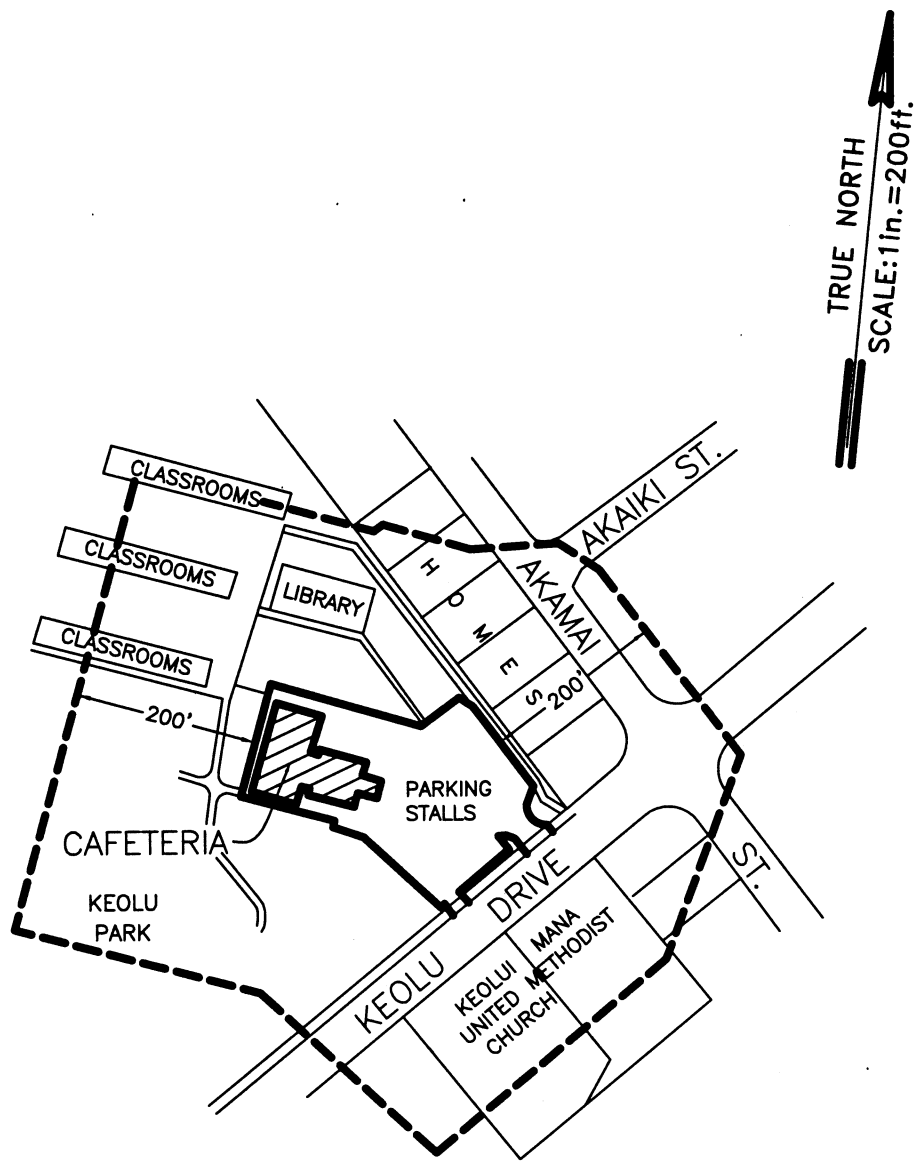 TRUE NORTH
SCALE:1in.=200ft.
CLASSROOMS
CLASSROOMS
CLASSROOMS
LIBRARY
HOMES
AKAIKI ST.
AKAMAI
ST.
200'
200'
PARKING
STALLS
CAFETERIA
KEOLU
PARK
KEOLU DRIVE
KEOLUI MANA
UNITED METHODIST
CHURCH